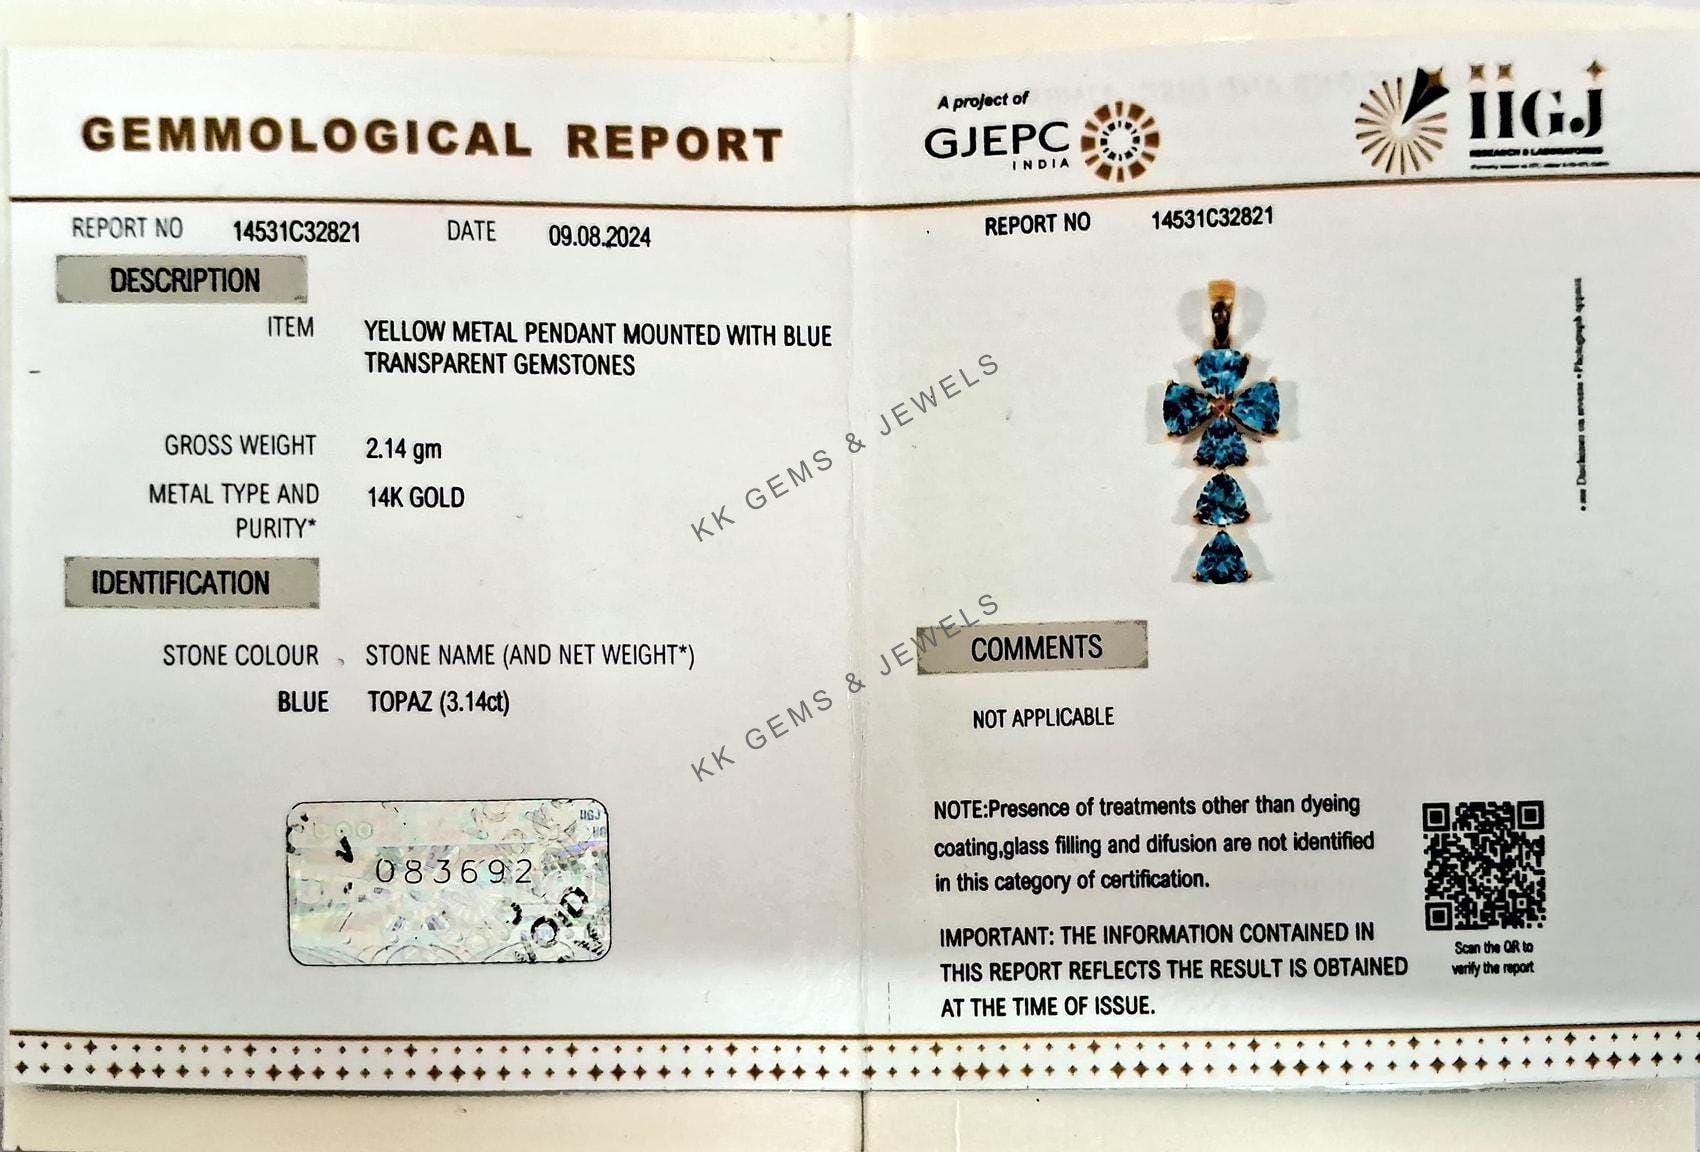 GEMMOLOGICAL REPORT
REPORT NO 14531C32821 DATE 09.08.2024
DESCRIPTION
ITEM YELLOW METAL PENDANT MOUNTED WITH BLUE
TRANSPARENT GEMSTONES
GROSS WEIGHT 2.14 gm
METAL TYPE AND 14K GOLD
PURITY*
IDENTIFICATION
STONE COLOUR STONE NAME (AND NET WEIGHT*)
BLUE TOPAZ (3.14ct)
083692
VOID
A project of
GJEPC
INDIA
IIGJ
RESEARCH & LABORATORIES
REPORT NO 14531C32821
KK GEMS & JEWELS
KK GEMS & JEWELS
COMMENTS
NOT APPLICABLE
NOTE:Presence of treatments other than dyeing
coating,glass filling and difusion are not identified
in this category of certification.
IMPORTANT: THE INFORMATION CONTAINED IN
THIS REPORT REFLECTS THE RESULT IS OBTAINED
AT THE TIME OF ISSUE.
Scan the QR to
verify the report